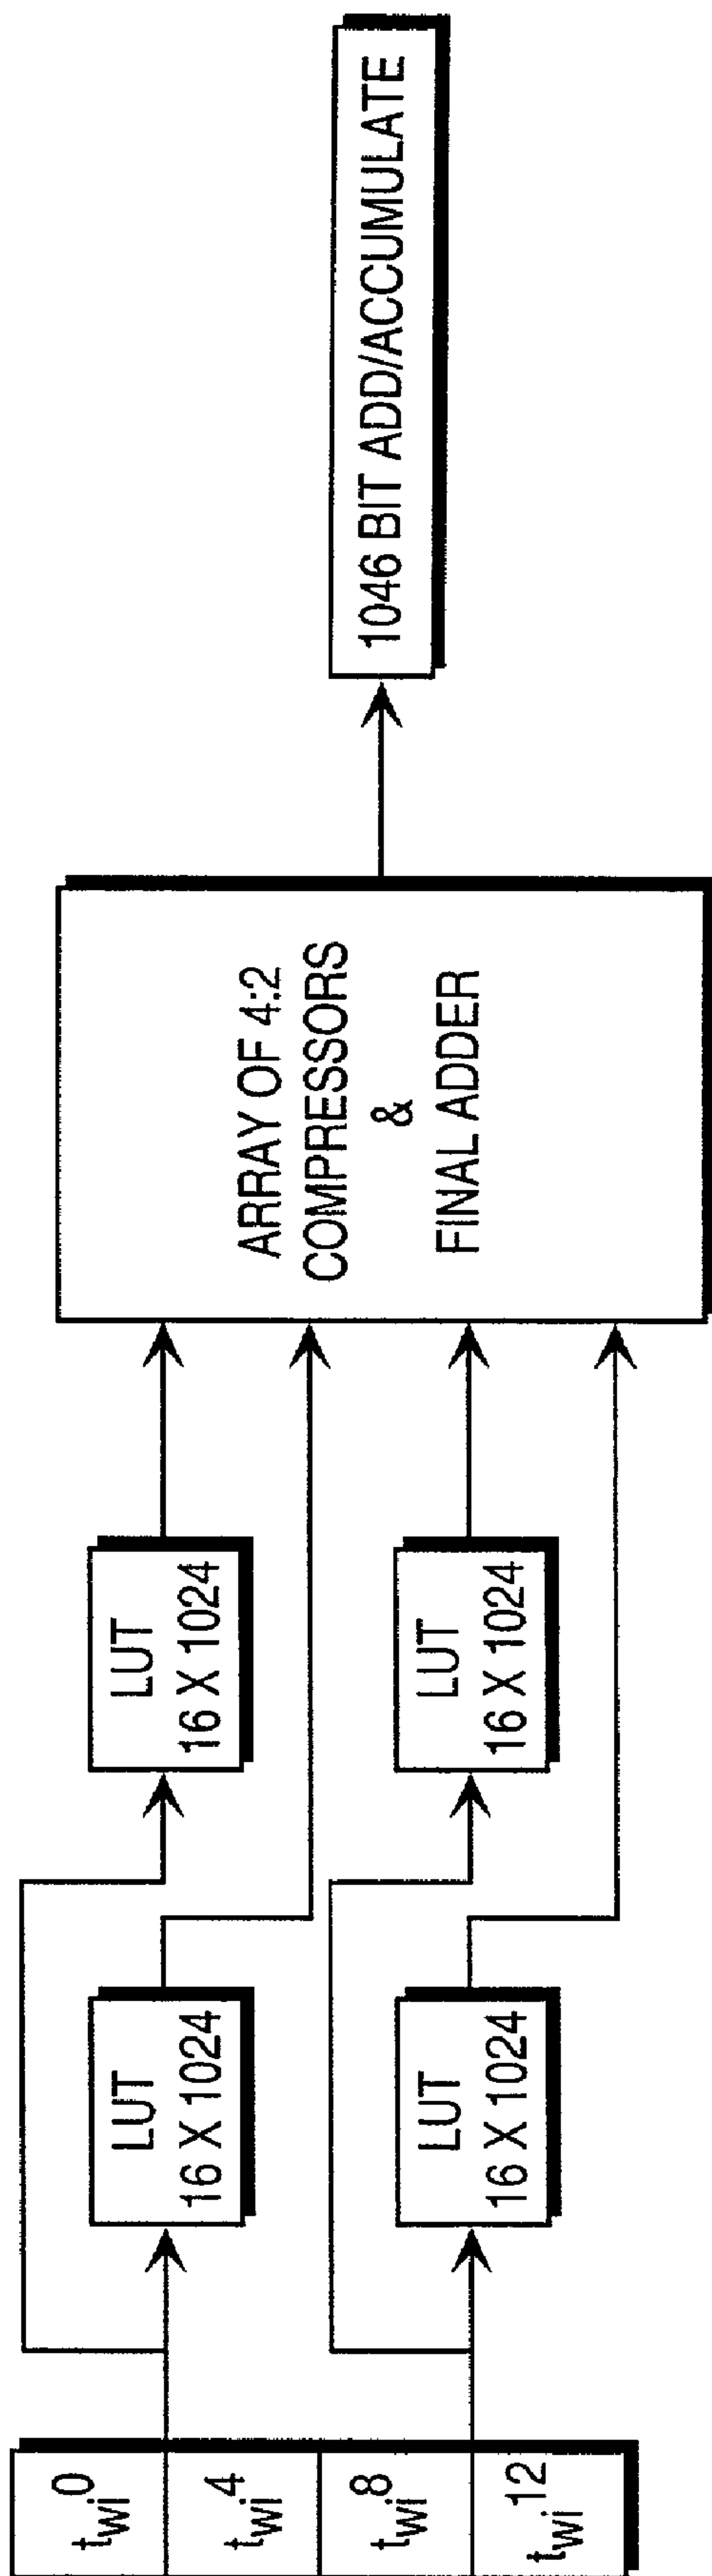 t_wi^0
t_wi^4
t_wi^8
t_wi^12
LUT
16 X 1024
LUT
16 X 1024
LUT
16 X 1024
LUT
16 X 1024
ARRAY OF 4:2
COMPRESSORS
&
FINAL ADDER
1046 BIT ADD/ACCUMULATE